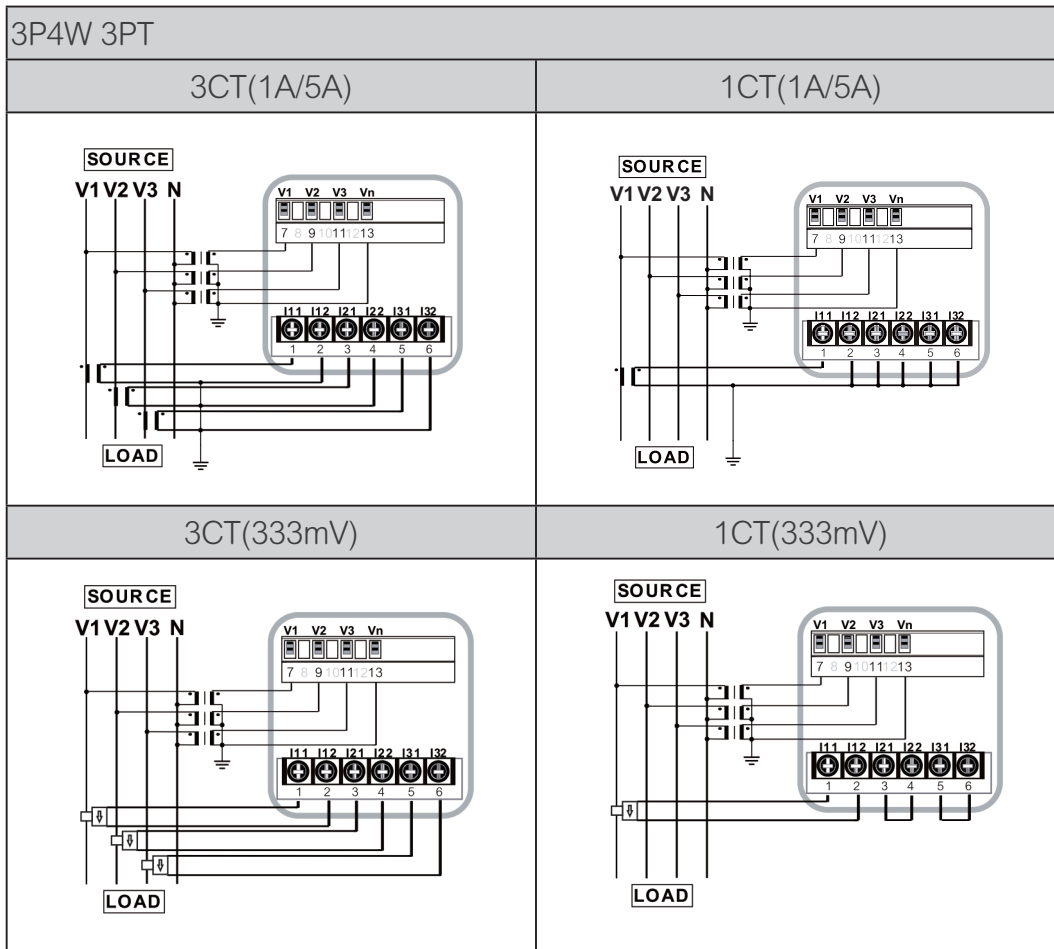 3P4W 3PT
3CT(1A/5A)
1CT(1A/5A)
SOURCE
V1 V2 V3 N
V1 V2 V3 Vn
7 8 9 10 11 12 13
I11 I12 I21 I22 I31 I32
1 2 3 4 5 6
LOAD
SOURCE
V1 V2 V3 N
V1 V2 V3 Vn
7 8 9 10 11 12 13
I11 I12 I21 I22 I31 I32
1 2 3 4 5 6
LOAD
3CT(333mV)
1CT(333mV)
SOURCE
V1 V2 V3 N
V1 V2 V3 Vn
7 8 9 10 11 12 13
I11 I12 I21 I22 I31 I32
1 2 3 4 5 6
LOAD
SOURCE
V1 V2 V3 N
V1 V2 V3 Vn
7 8 9 10 11 12 13
I11 I12 I21 I22 I31 I32
1 2 3 4 5 6
LOAD